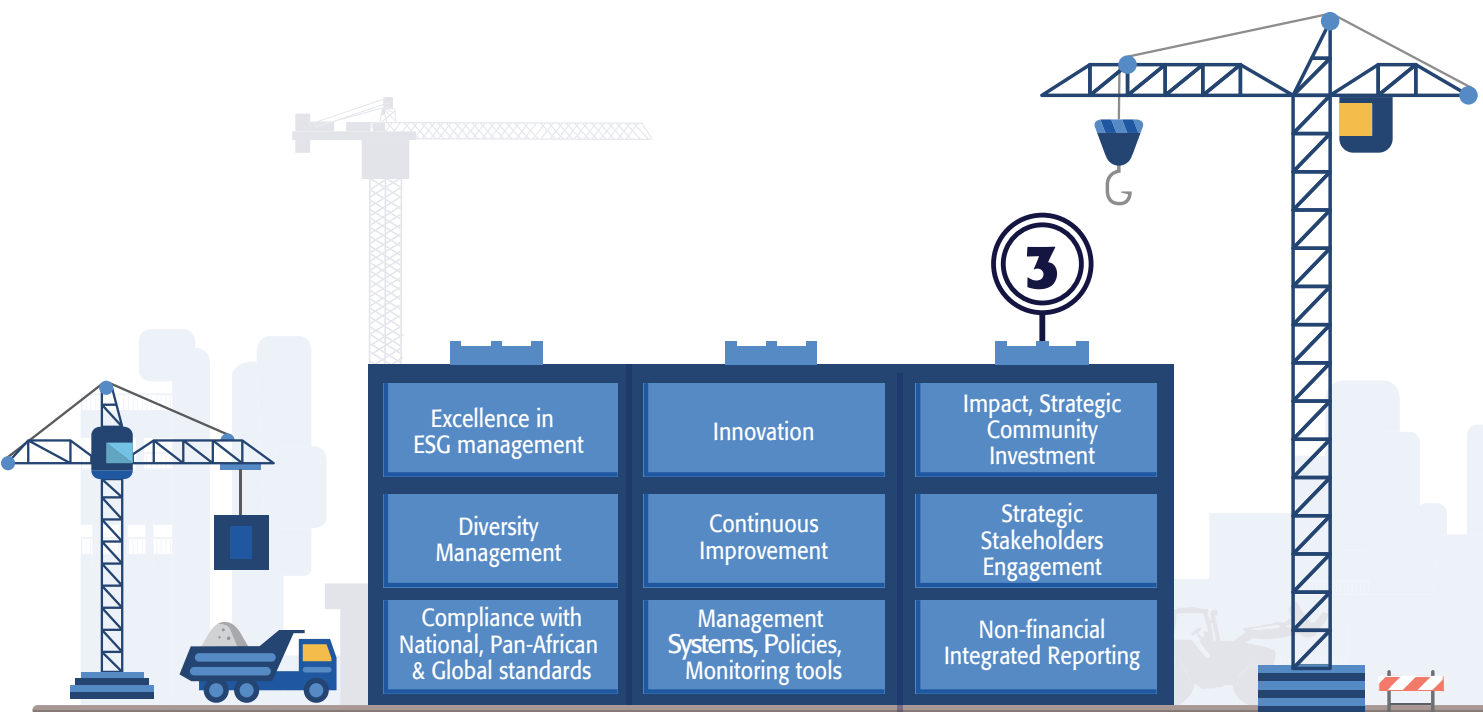 3
Excellence in
ESG management
Innovation
Impact, Strategic
Community
Investment
Diversity
Management
Continuous
Improvement
Strategic
Stakeholders
Engagement
Compliance with
National, Pan-African
& Global standards
Management
Systems, Policies,
Monitoring tools
Non-financial
Integrated Reporting